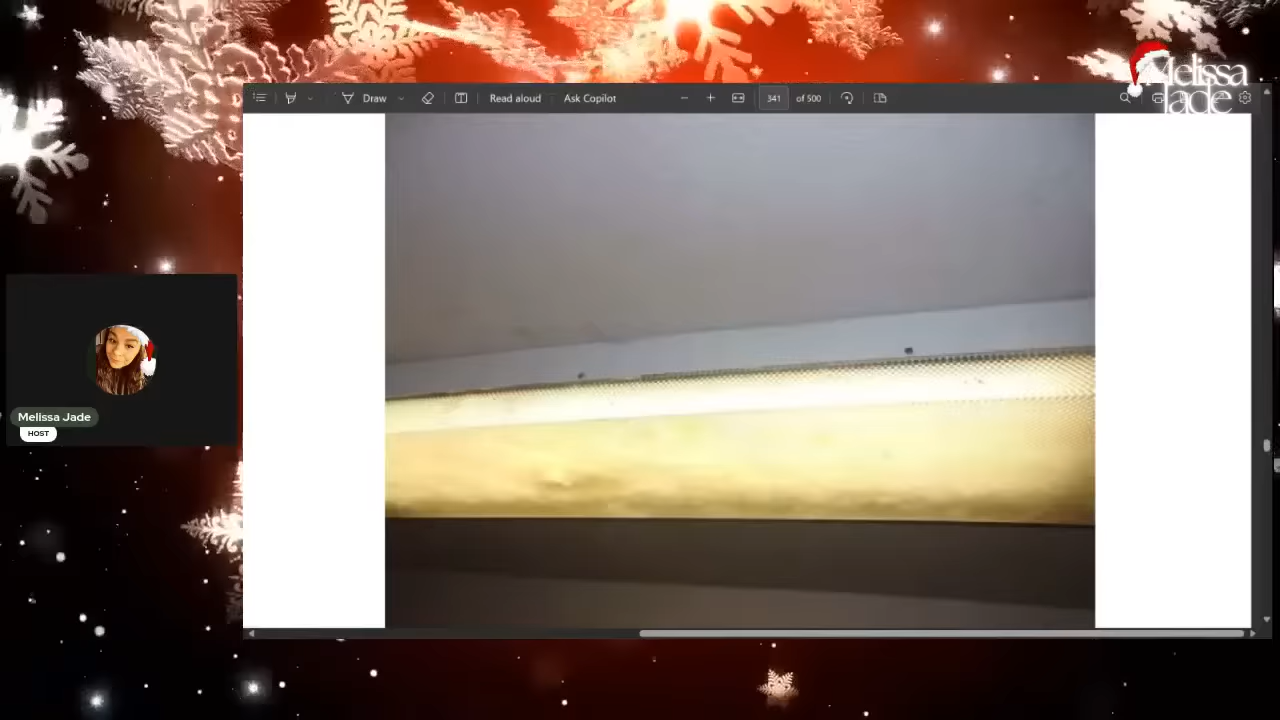 Draw
Read aloud
Ask Copilot
341
of 500
Melissa
Jade
Melissa Jade
HOST